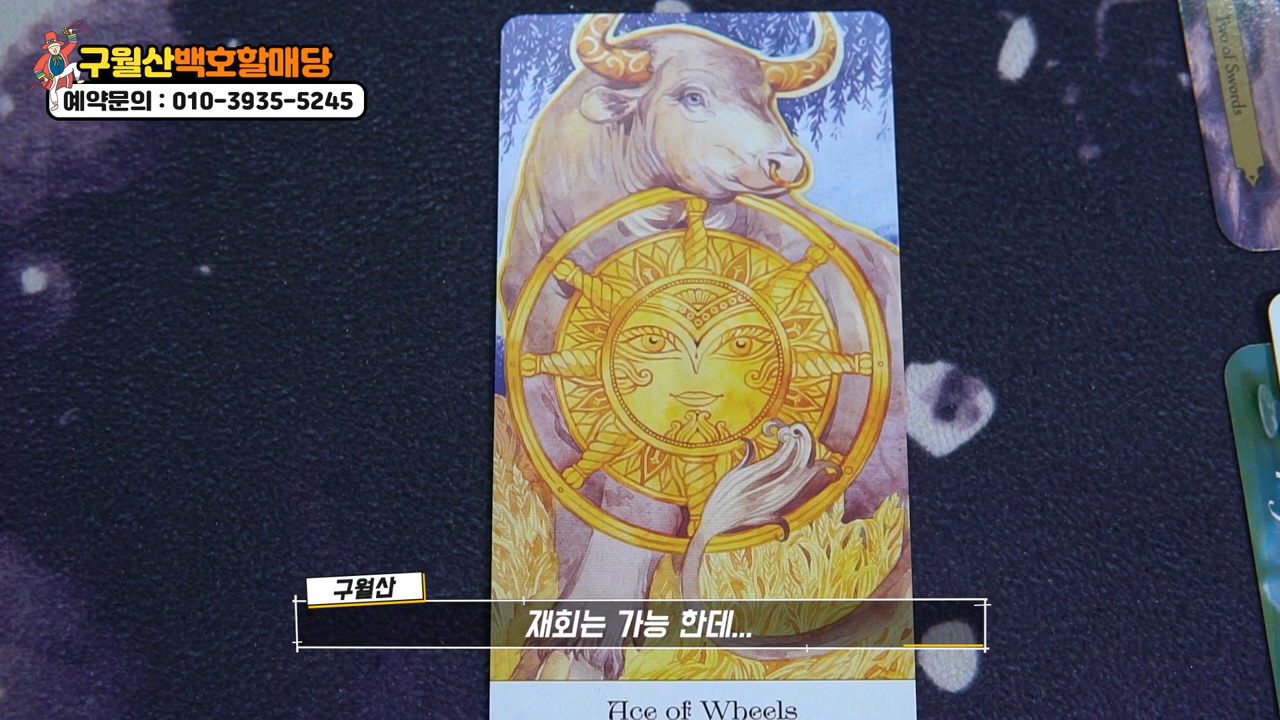 구월산백호할매당
예약문의 : 010-3935-5245
Two of Swords
구월산
재회는 가능 한데...
Ace of Wheels